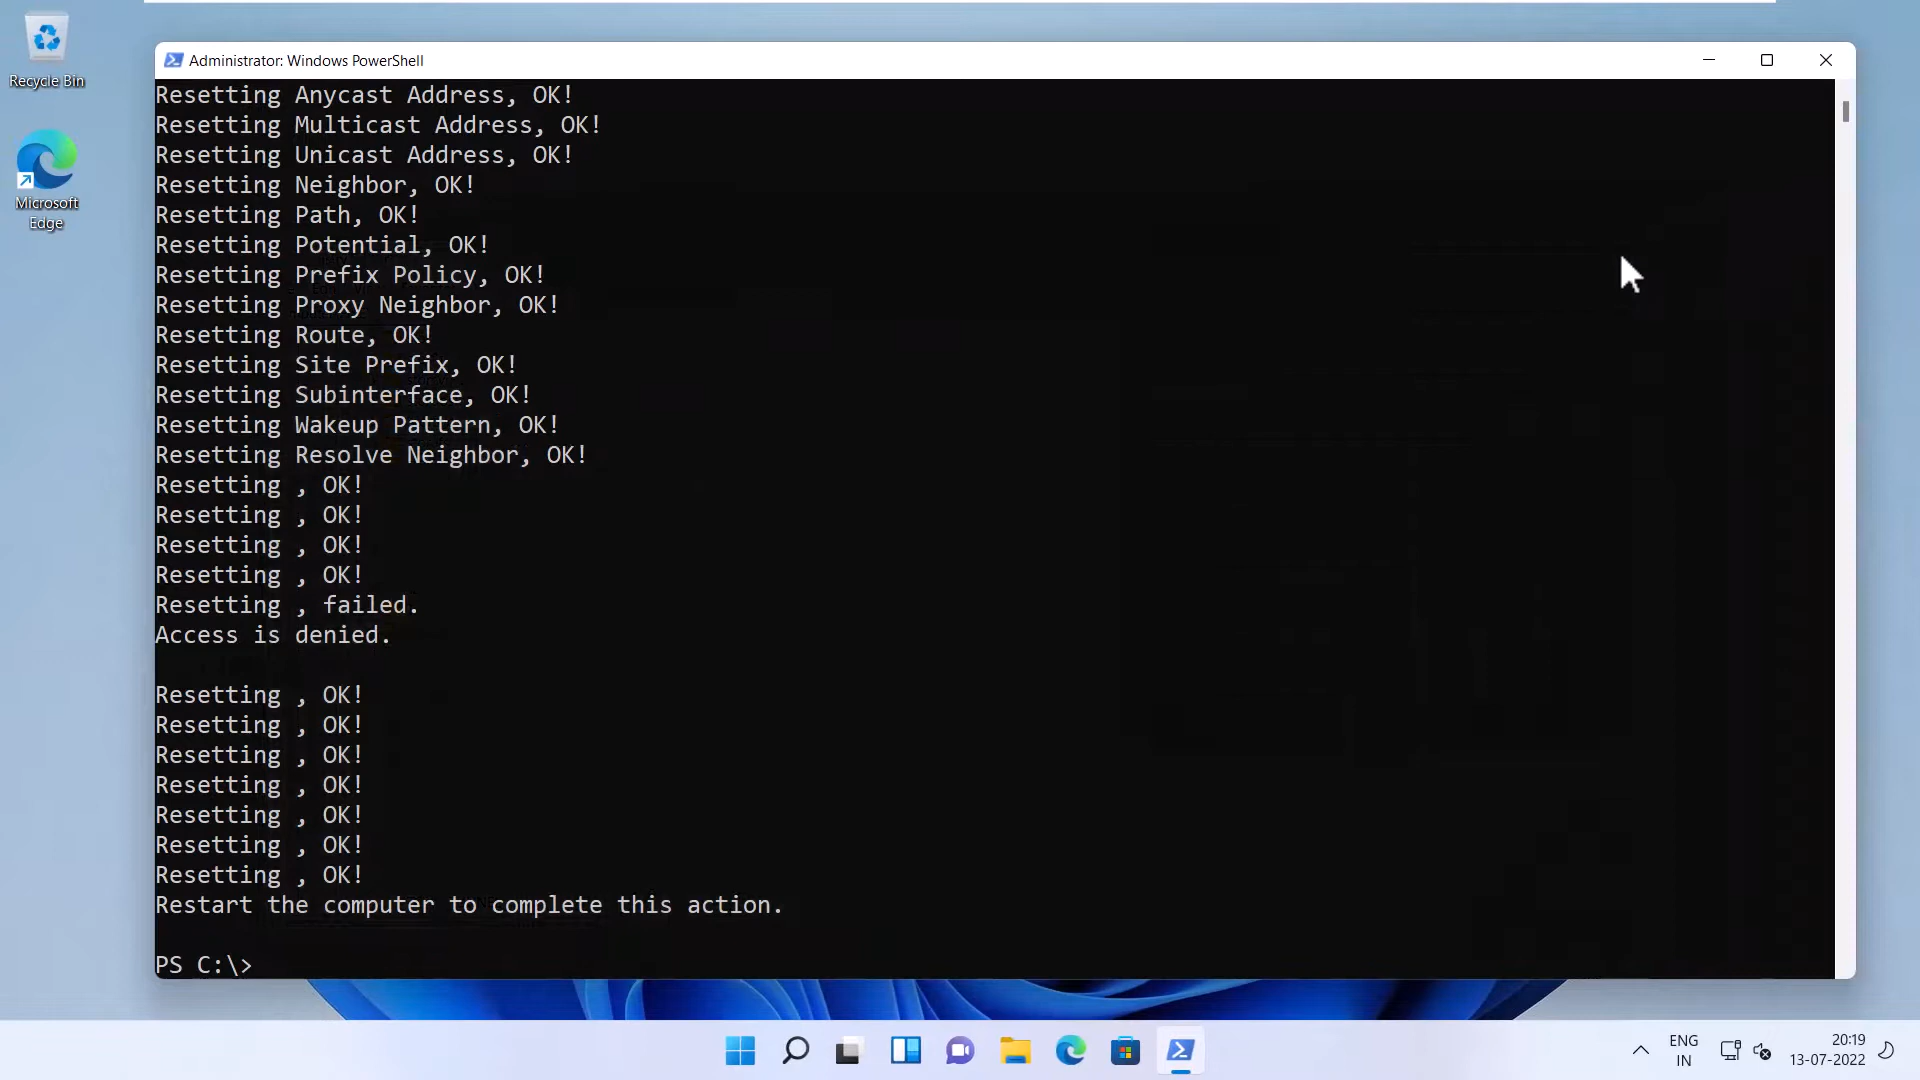 Recycle Bin
Microsoft
Edge
Administrator: Windows PowerShell
Resetting Anycast Address, OK!
Resetting Multicast Address, OK!
Resetting Unicast Address, OK!
Resetting Neighbor, OK!
Resetting Path, OK!
Resetting Potential, OK!
Resetting Prefix Policy, OK!
Resetting Proxy Neighbor, OK!
Resetting Route, OK!
Resetting Site Prefix, OK!
Resetting Subinterface, OK!
Resetting Wakeup Pattern, OK!
Resetting Resolve Neighbor, OK!
Resetting , OK!
Resetting , OK!
Resetting , OK!
Resetting , OK!
Resetting , failed.
Access is denied.
Resetting , OK!
Resetting , OK!
Resetting , OK!
Resetting , OK!
Resetting , OK!
Resetting , OK!
Resetting , OK!
Restart the computer to complete this action.
PS C:\>
ENG
IN
20:19
13-07-2022